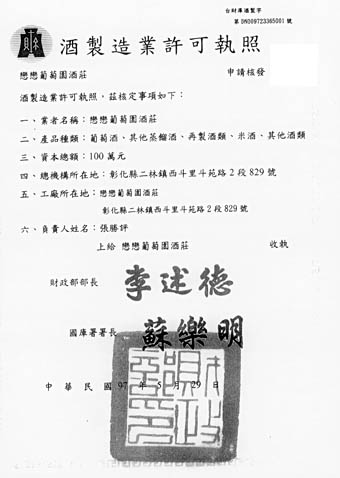 台財庫酒製字
第 DN009723365001 號
財
酒製造業許可執照
戀戀葡萄園酒莊 申請核發
酒製造業許可執照,茲核定事項如下:
一、業者名稱:戀戀葡萄園酒莊
二、產品種類:葡萄酒、其他蒸餾酒、再製酒類、米酒、其他酒類
三、資本總額:100 萬元
四、總機構所在地:彰化縣二林鎮西斗里斗苑路 2 段 829 號
五、工廠所在地:戀戀葡萄園酒莊
彰化縣二林鎮西斗里斗苑路 2 段 829 號
六、負責人姓名:張勝評
上給 戀戀葡萄園酒莊 收執
財政部部長 李述德
國庫署署長 蘇樂明
中華民國 97 年 5 月 29 日